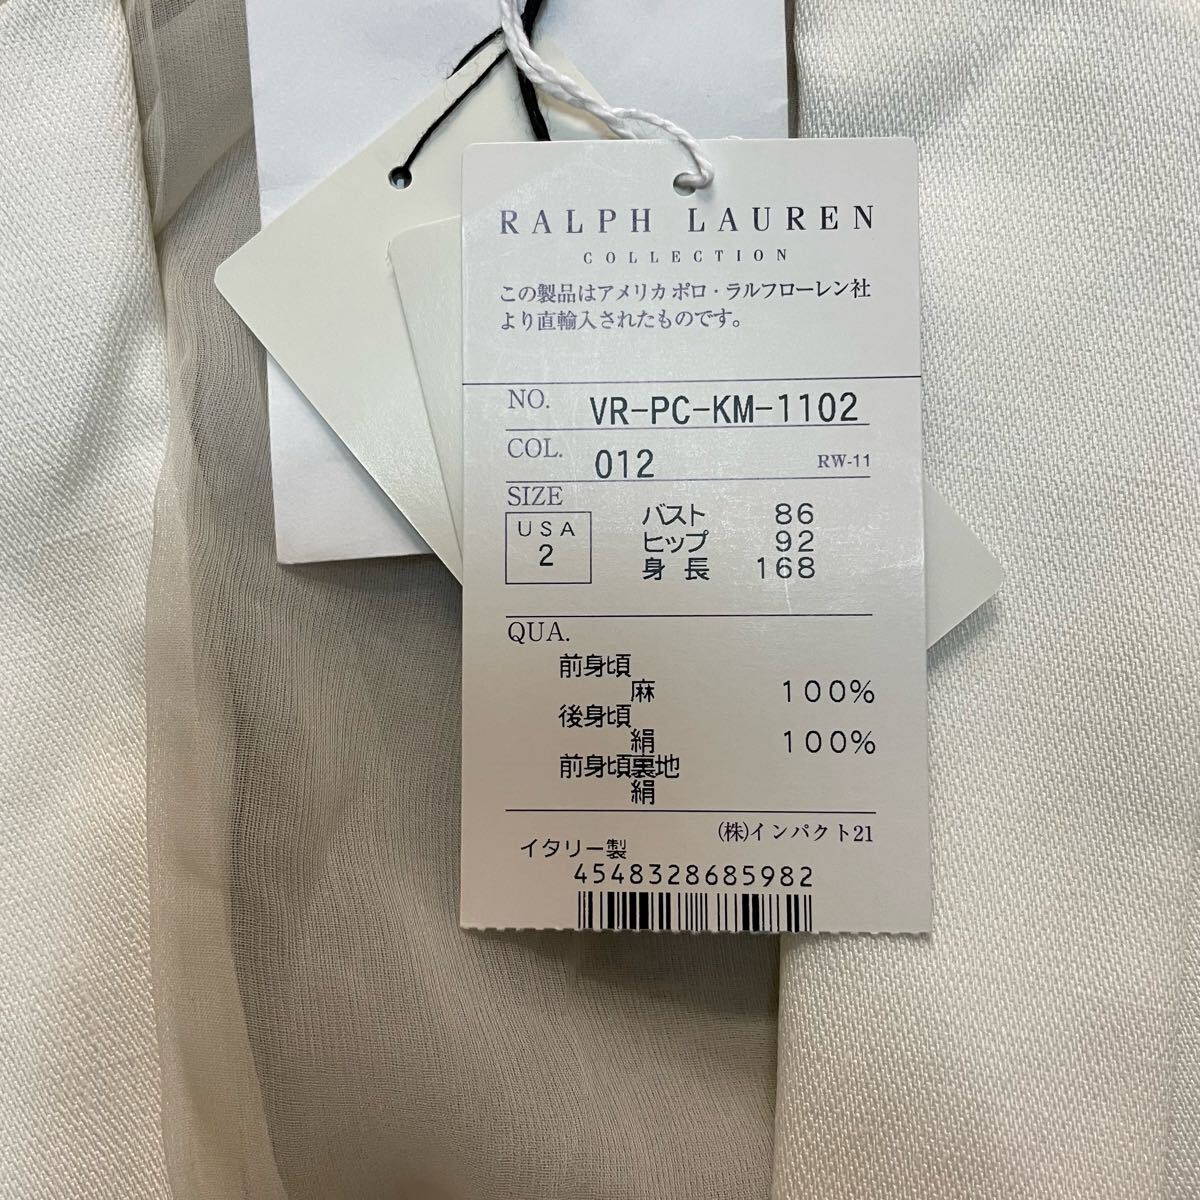 RALPH LAUREN
COLLECTION
この製品はアメリカ ポロ・ラルフローレン社
より直輸入されたものです。
NO. VR-PC-KM-1102
COL. 012 RW-11
SIZE
USA
2
バスト 86
ヒップ 92
身長 168
QUA.
前身頃
麻 100%
後身頃
絹 100%
前身頃裏地
絹
(株)インパクト21
イタリー製
4548328685982